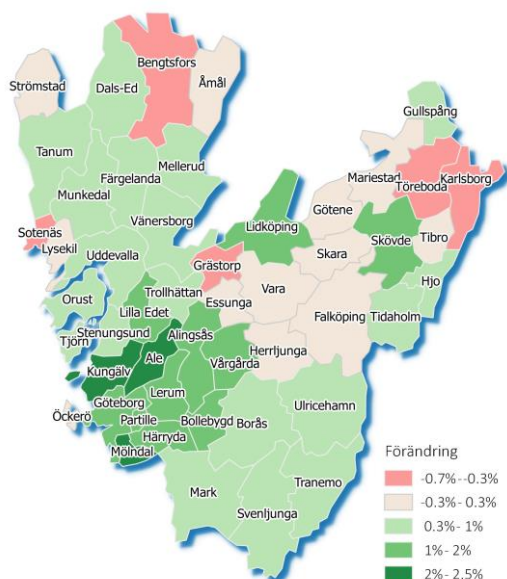 Bengtsfors
Strömstad
Åmål
Dals-Ed
Gullspång
Tanum
Mellerud
Färgelanda
Mariestad
Karlsborg
Töreboda
Munkedal
Götene
Vänersborg
Lidköping
Sotenäs
Skövde
Tibro
Lysekil
Skara
Uddevalla
Grästorp
Hjo
Trollhättan
Vara
Orust
Essunga
Lilla Edet
Falköping
Tidaholm
Stenungsund
Alingsås
Tjörn
Ale
Herrljunga
Kungälv
Vårgårda
Lerum
Göteborg
Ulricehamn
Öckerö
Partille
Bollebygd
Borås
Härryda
Mölndal
Förändring
Tranemo
-0.7%--0.3%
Mark
-0.3%- 0.3%
Svenljunga
0.3%- 1%
1%- 2%
2%- 2.5%